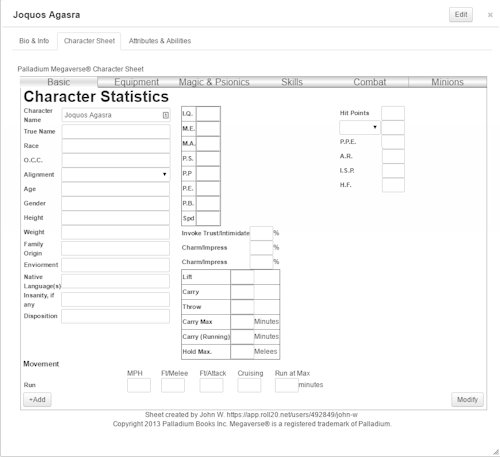 Joquos Agasra
Edit
×
Bio & Info
Character Sheet
Attributes & Abilities
Palladium Megaverse® Character Sheet
Basic
Equipment
Magic & Psionics
Skills
Combat
Minions
Character Statistics
Character
Name
Joquos Agasra
True Name
Race
O.C.C.
Alignment
Age
Gender
Height
Weight
Family
Origin
Enviorment
Native
Language(s)
Insanity, if
any
Disposition
I.Q.
M.E.
M.A.
P.S.
P.P
P.E.
P.B.
Spd
Hit Points
P.P.E.
A.R.
I.S.P.
H.F.
Invoke Trust/Intimidate %
Charm/Impress %
Charm/Impress %
Lift
Carry
Throw
Carry Max Minutes
Carry (Running) Minutes
Hold Max. Melees
Movement
MPH Ft/Melee Ft/Attack Cruising Run at Max
Run minutes
+Add
Modify
Sheet created by John W. https://app.roll20.net/users/492849/john-w
Copyright 2013 Palladium Books Inc. Megaverse® is a registered trademark of Palladium.